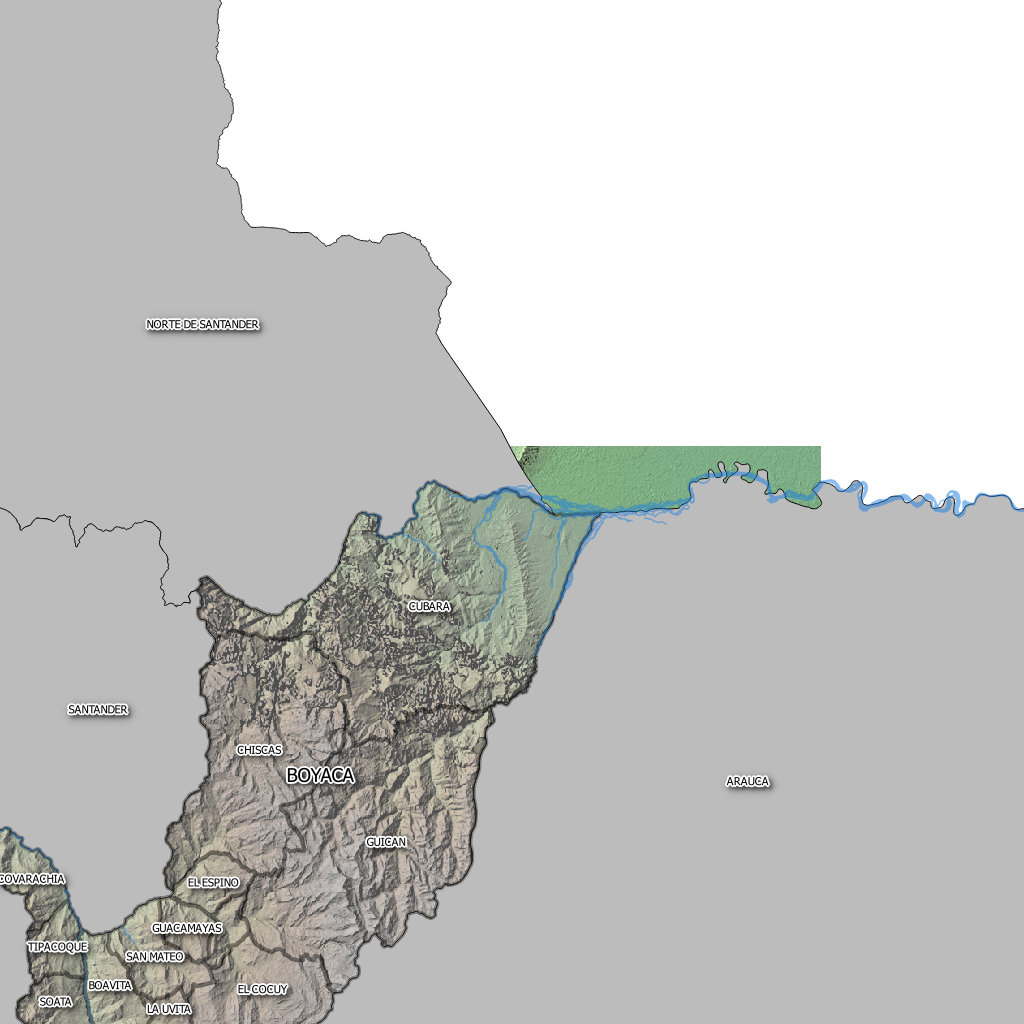 NORTE DE SANTANDER
CUBARA
SANTANDER
CHISCAS
BOYACA
ARAUCA
GUICAN
COVARACHIA
EL ESPINO
GUACAMAYAS
TIPACOQUE
SAN MATEO
BOAVITA
EL COCUY
SOATA
LA UVITA